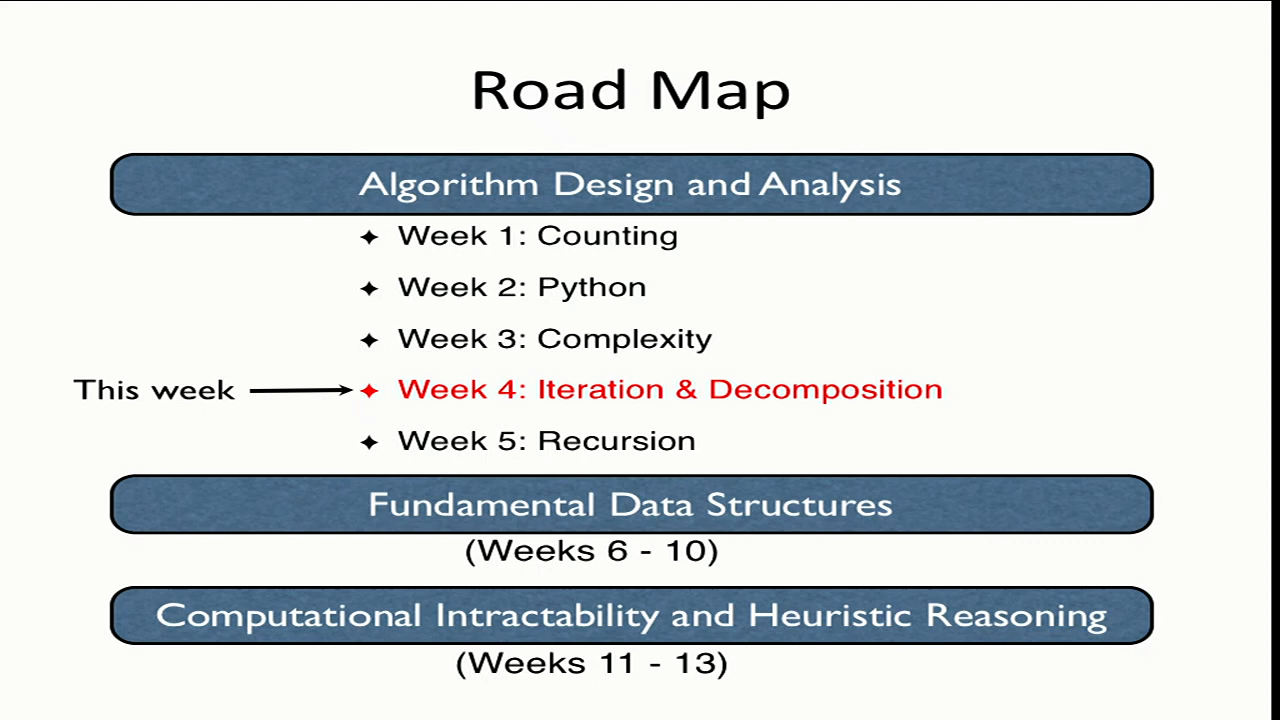 Road Map
Algorithm Design and Analysis
Week 1: Counting
Week 2: Python
Week 3: Complexity
This week
Week 4: Iteration & Decomposition
Week 5: Recursion
Fundamental Data Structures
(Weeks 6 - 10)
Computational Intractability and Heuristic Reasoning
(Weeks 11 - 13)